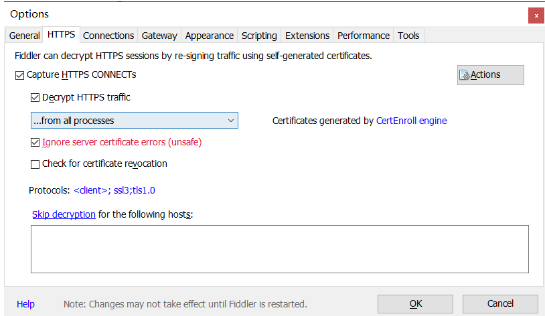 Options
x
General HTTPS Connections Gateway Appearance Scripting Extensions Performance Tools
Fiddler can decrypt HTTPS sessions by re-signing traffic using self-generated certificates.
Capture HTTPS CONNECTs
Actions
Decrypt HTTPS traffic
...from all processes
Certificates generated by CertEnroll engine
Ignore server certificate errors (unsafe)
Check for certificate revocation
Protocols: <client>; ssl3;tls1.0
Skip decryption for the following hosts:
Help Note: Changes may not take effect until Fiddler is restarted. OK Cancel